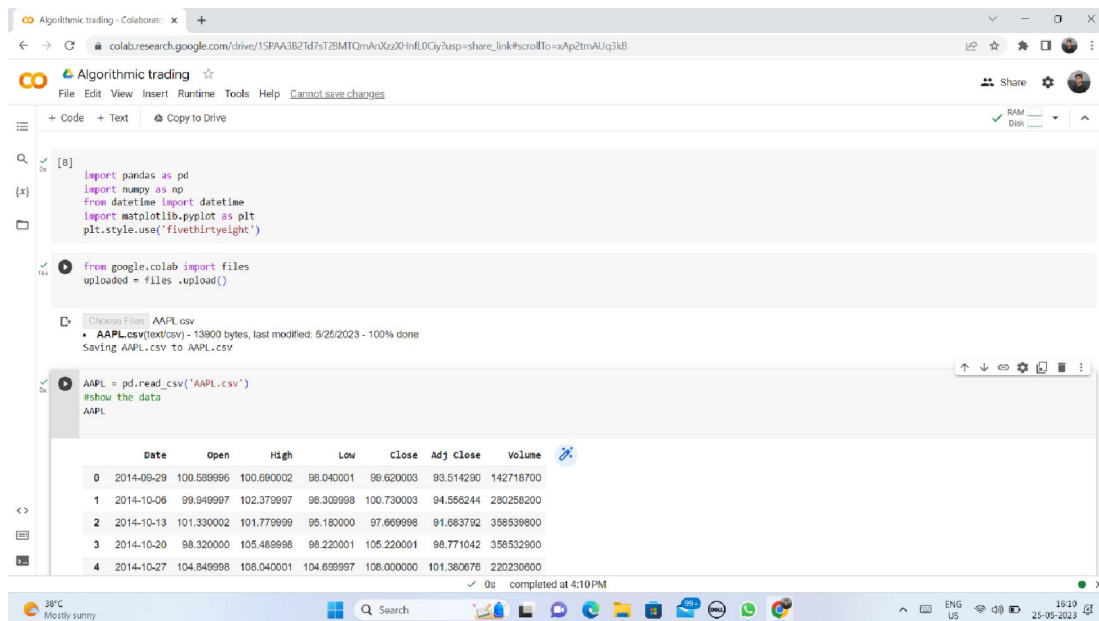 Algorithmic trading - Colaborato
colab.research.google.com/drive/1SPAA3B2Td7sT28MTQmAnXzzXHnfL0Ciy?usp=share_link#scrollTo=xAp2tmAUq3kB
Algorithmic trading
Share
File Edit View Insert Runtime Tools Help Cannot save changes
+ Code + Text Copy to Drive
RAM
Disk
[8]
0s
import pandas as pd
import numpy as np
from datetime import datetime
import matplotlib.pyplot as plt
plt.style.use('fivethirtyeight')
{x}
16s
from google.colab import files
uploaded = files .upload()
Choose Files AAPL.csv
• AAPL.csv(text/csv) - 13900 bytes, last modified: 5/25/2023 - 100% done
Saving AAPL.csv to AAPL.csv
0s
AAPL = pd.read_csv('AAPL.csv')
#show the data
AAPL
Date Open High Low Close Adj Close Volume
0 2014-09-29 100.589996 100.690002 98.040001 99.620003 93.514290 142718700
1 2014-10-06 99.949997 102.379997 98.309998 100.730003 94.556244 280258200
2 2014-10-13 101.330002 101.779999 95.180000 97.669998 91.683792 358539800
3 2014-10-20 98.320000 105.489998 98.220001 105.220001 98.771042 358532900
4 2014-10-27 104.849998 108.040001 104.699997 108.000000 101.380676 220230600
0s completed at 4:10 PM
38°C
Mostly sunny
Search
99+
DELL
ENG
US
16:10
25-05-2023